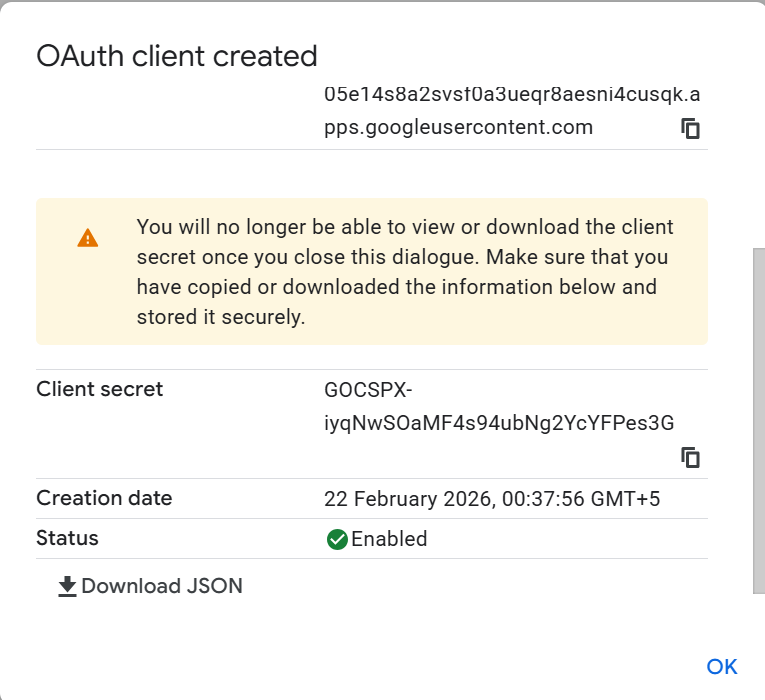 OAuth client created
05e14s8a2svsf0a3ueqr8aesni4cusqk.a
pps.googleusercontent.com
You will no longer be able to view or download the client
secret once you close this dialogue. Make sure that you
have copied or downloaded the information below and
stored it securely.
Client secret
GOCSPX-
iyqNwSOaMF4s94ubNg2YcYFPes3G
Creation date
22 February 2026, 00:37:56 GMT+5
Status
Enabled
Download JSON
OK